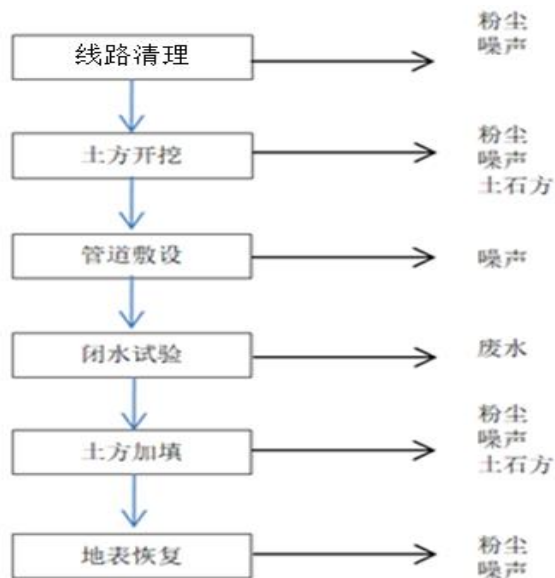 粉尘
噪声
线路清理
粉尘
噪声
土石方
土方开挖
管道敷设
噪声
闭水试验
废水
粉尘
噪声
土石方
土方加填
粉尘
噪声
地表恢复